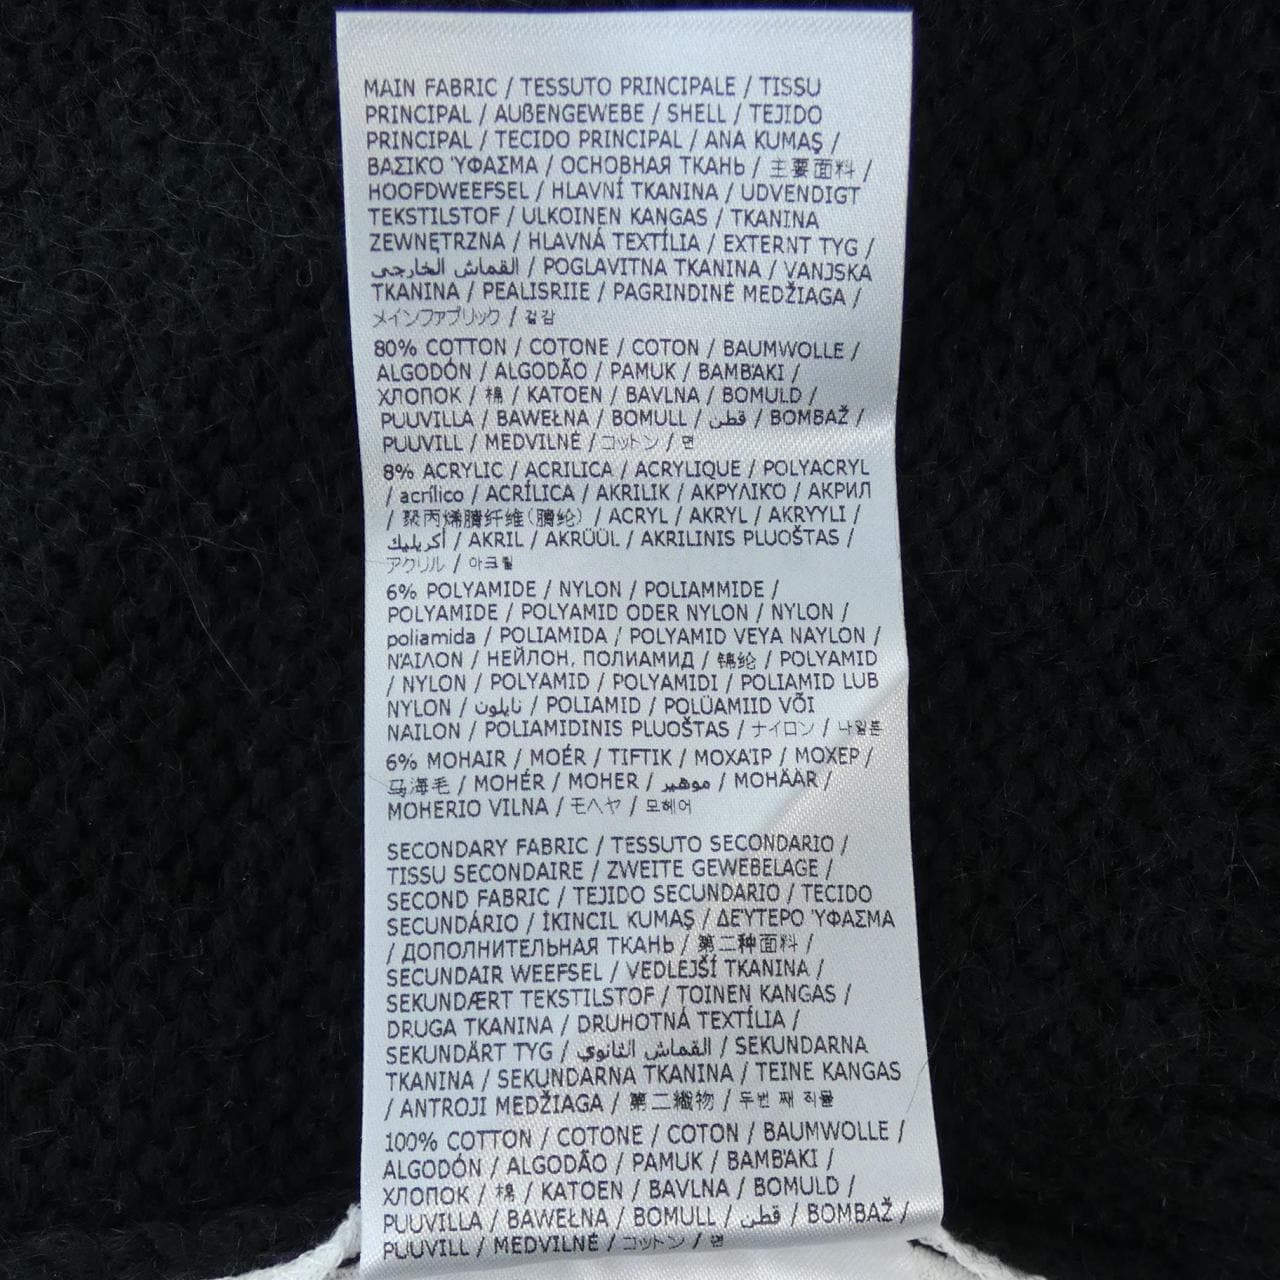 MAIN FABRIC / TESSUTO PRINCIPALE / TISSU
PRINCIPAL / AUßENGEWEBE / SHELL / TEJIDO
PRINCIPAL / TECIDO PRINCIPAL / ANA KUMAŞ /
ΒΑΣΙΚΌ ΎΦΑΣΜΑ / ОСНОВНАЯ ТКАНЬ / 主要面料 /
HOOFDWEEFSEL / HLAVNÍ TKANINA / UDVENDIGT
TEKSTILSTOF / ULKOINEN KANGAS / TKANINA
ZEWNĘTRZNA / HLAVNÁ TEXTÍLIA / EXTERNT TYG /
القماش الخارجي / POGLAVITNA TKANINA / VANJSKA
TKANINA / PEALISRIIE / PAGRINDINĖ MEDŽIAGA /
メインファブリック / 겉감
80% COTTON / COTONE / COTON / BAUMWOLLE /
ALGODÓN / ALGODÃO / PAMUK / ΒΑΜΒΆΚΙ /
ХЛОПОК / 棉 / KATOEN / BAVLNA / BOMULD /
PUUVILLA / BAWEŁNA / BOMULL / قطن / BOMBAŽ /
PUUVILL / MEDVILNĖ / コットン / 면
8% ACRYLIC / ACRILICA / ACRYLIQUE / POLYACRYL
/ acrílico / ACRÍLICA / AKRILIK / ΑΚΡΥΛΙΚΌ / АКРИЛ
/ 聚丙烯腈纤维(腈纶) / ACRYL / AKRYL / AKRYYLI /
أكريليك / AKRIL / AKRÜÜL / AKRILINIS PLUOŠTAS /
アクリル / 아크릴
6% POLYAMIDE / NYLON / POLIAMMIDE /
POLYAMIDE / POLYAMID ODER NYLON / NYLON /
poliamida / POLIAMIDA / POLYAMID VEYA NAYLON /
ΝΆΙΛΟΝ / НЕЙЛОН, ПОЛИАМИД / 锦纶 / POLYAMID
/ NYLON / POLYAMID / POLYAMIDI / POLIAMID LUB
NYLON / نايلون / POLIAMID / POLÜAMIID VÕI
NAILON / POLIAMIDINIS PLUOŠTAS / ナイロン / 나일론
6% MOHAIR / MOÉR / TIFTIK / ΜΟΧΑΊΡ / МОХЕР /
马海毛 / MOHÉR / MOHER / موهير / MOHÄÄR /
MOHERIO VILNA / モヘヤ / 모헤어
SECONDARY FABRIC / TESSUTO SECONDARIO /
TISSU SECONDAIRE / ZWEITE GEWEBELAGE /
SECOND FABRIC / TEJIDO SECUNDARIO / TECIDO
SECUNDÁRIO / İKINCIL KUMAŞ / ΔΕΎΤΕΡΟ ΎΦΑΣΜΑ
/ ДОПОЛНИТЕЛЬНАЯ ТКАНЬ / 第二种面料 /
SECUNDAIR WEEFSEL / VEDLEJŠÍ TKANINA /
SEKUNDÆRT TEKSTILSTOF / TOINEN KANGAS /
DRUGA TKANINA / DRUHOTNÁ TEXTÍLIA /
SEKUNDÄRT TYG / القماش الثانوي / SEKUNDARNA
TKANINA / SEKUNDARNA TKANINA / TEINE KANGAS
/ ANTROJI MEDŽIAGA / 第二織物 / 두번 째 직물
100% COTTON / COTONE / COTON / BAUMWOLLE /
ALGODÓN / ALGODÃO / PAMUK / ΒΑΜΒΆΚΙ /
ХЛОПОК / 棉 / KATOEN / BAVLNA / BOMULD /
PUUVILLA / BAWEŁNA / BOMULL / قطن / BOMBAŽ /
PUUVILL / MEDVILNĖ / コットン / 면